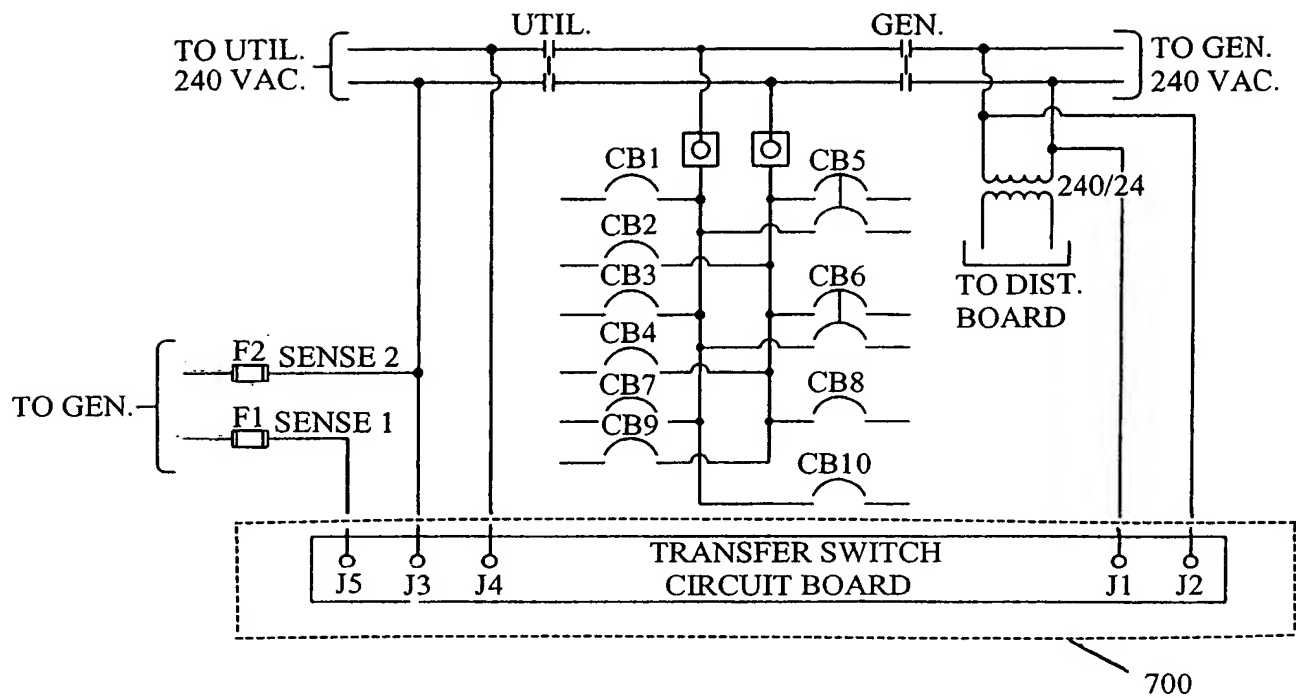 UTIL.
GEN.
TO UTIL.
240 VAC.
TO GEN.
240 VAC.
CB1
CB5
240/24
CB2
CB3
CB6
TO DIST.
BOARD
CB4
F2 SENSE 2
CB7
CB8
TO GEN.
F1 SENSE 1
CB9
CB10
TRANSFER SWITCH
CIRCUIT BOARD
J5 J3 J4 J1 J2
700